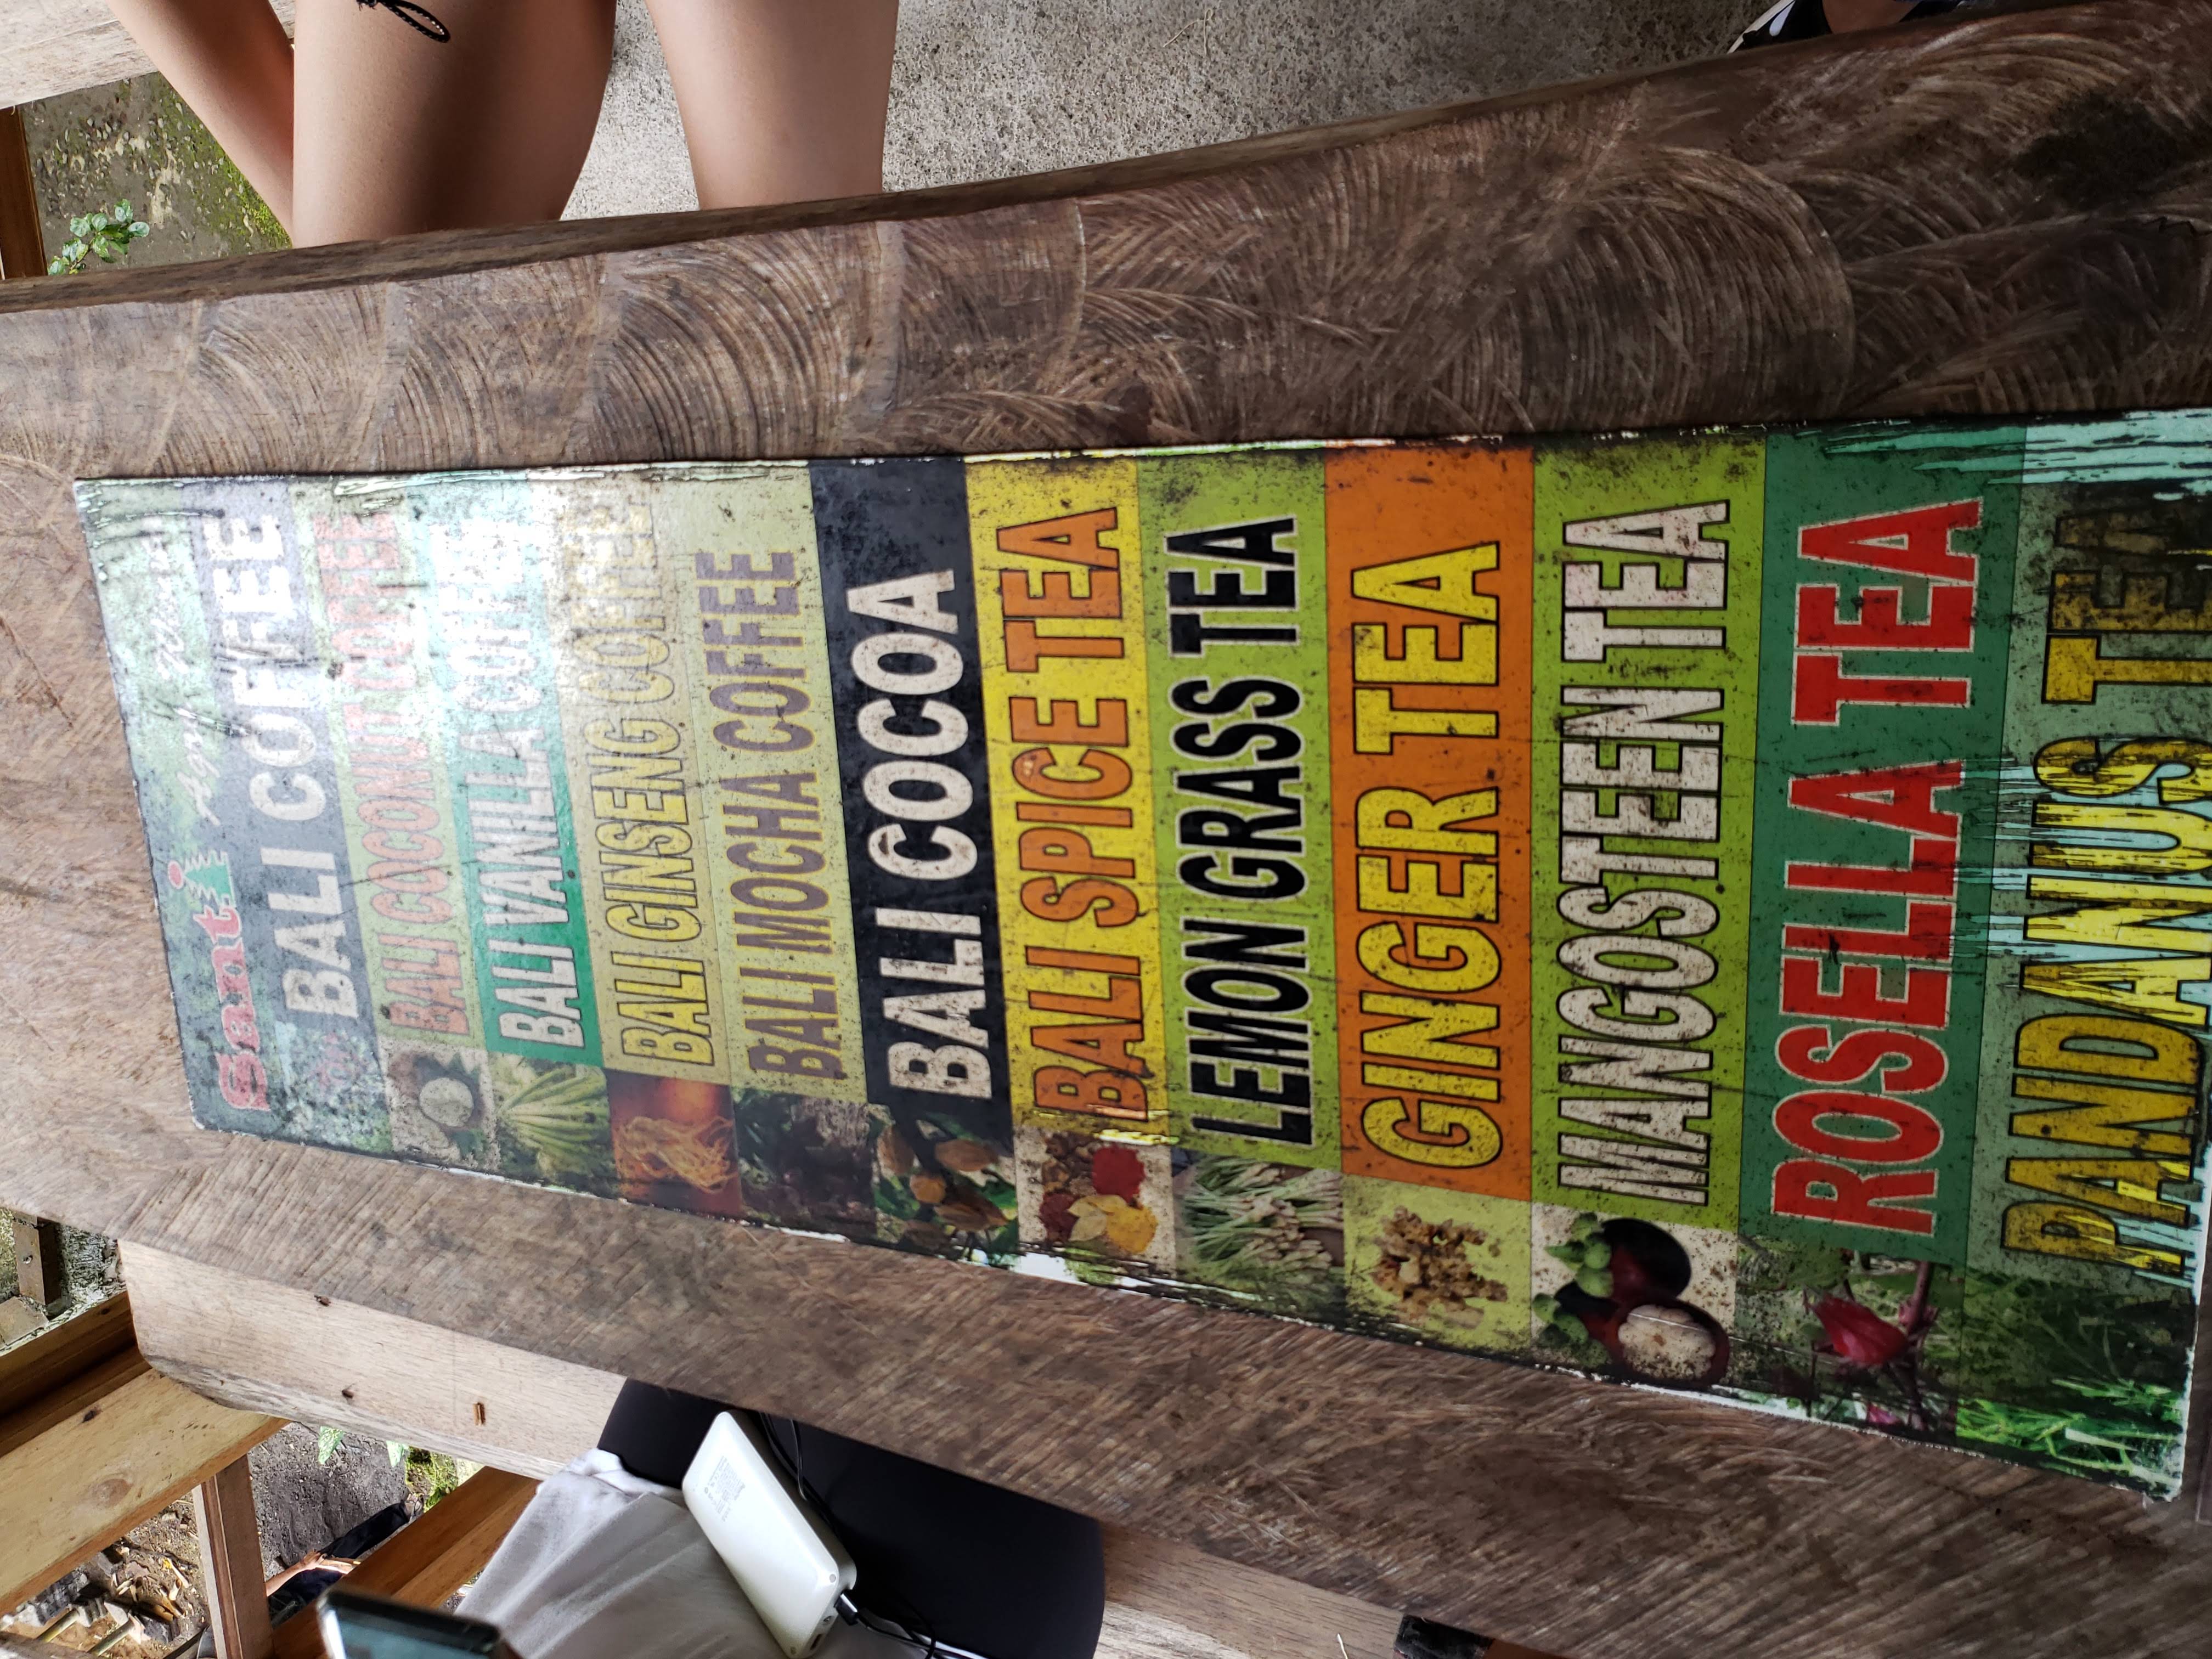 Santi Agro
BALI COFFEE
BALI COCONUT COFFEE
BALI VANILLA COFFEE
BALI GINSENG COFFEE
BALI MOCHA COFFEE
BALI COCOA
BALI SPICE TEA
LEMON GRASS TEA
GINGER TEA
MANGOSTEEN TEA
ROSELLA TEA
PANDANUS TEA